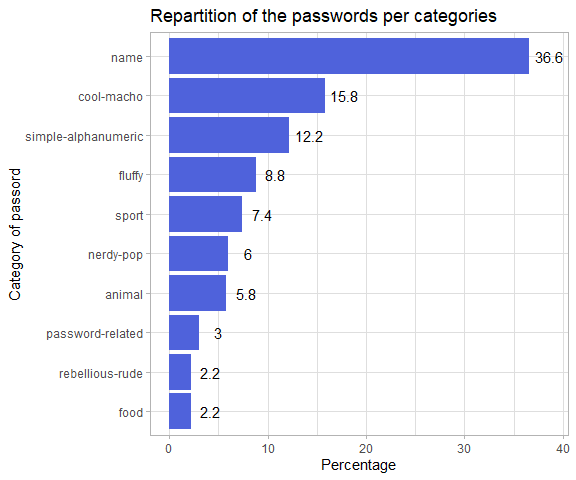 Repartition of the passwords per categories
Category of passord
name 36.6
cool-macho 15.8
simple-alphanumeric 12.2
fluffy 8.8
sport 7.4
nerdy-pop 6
animal 5.8
password-related 3
rebellious-rude 2.2
food 2.2
0 10 20 30 40
Percentage